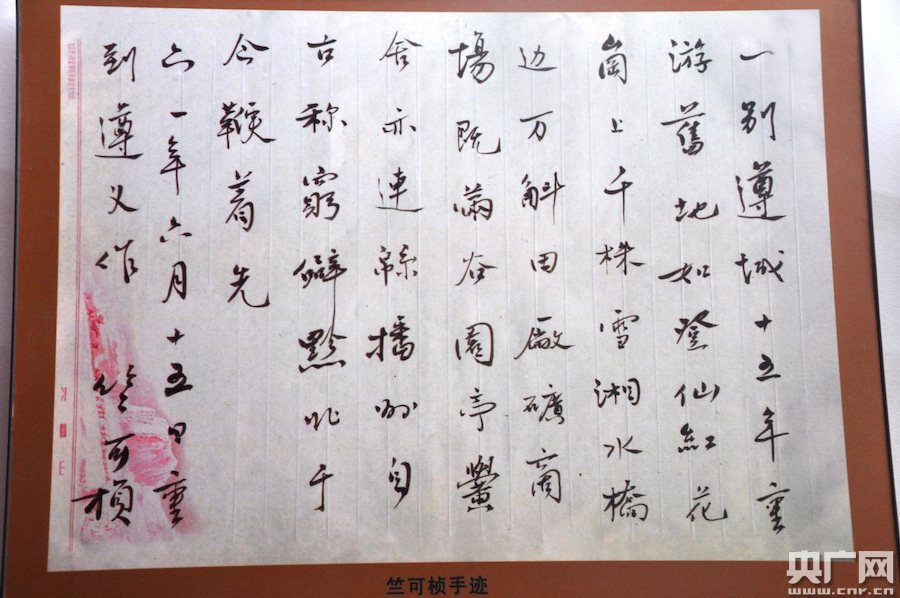 一别遵城十五年重
游舊地如登仙紅花
崗上千株雪湘水橋
边万斛田廠礦商
場既满谷園亭黌
舍亦連緜播州自
古称窮僻黔北于
今鞭着先
六一年六月十五日重
到遵义作 竺可楨
竺可桢手迹
央广网
www.cnr.cn